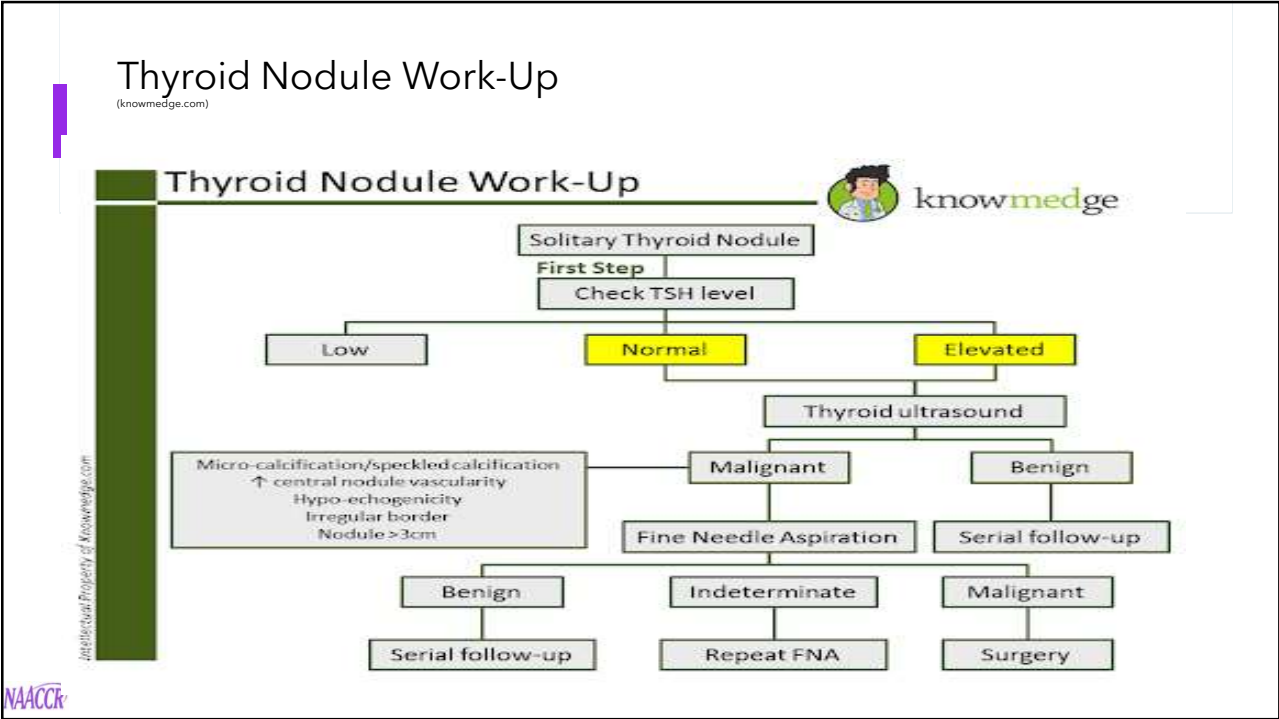 Thyroid Nodule Work-Up
(knowmedge.com)
Thyroid Nodule Work-Up
knowmedge
Solitary Thyroid Nodule
First Step
Check TSH level
Low
Normal
Elevated
Thyroid ultrasound
Micro-calcification/speckled calcification
↑ central nodule vascularity
Hypo-echogenicity
Irregular border
Nodule >3cm
Malignant
Benign
Fine Needle Aspiration
Serial follow-up
Benign
Indeterminate
Malignant
Serial follow-up
Repeat FNA
Surgery
Intellectual Property of Knowmedge.com
NAACCR